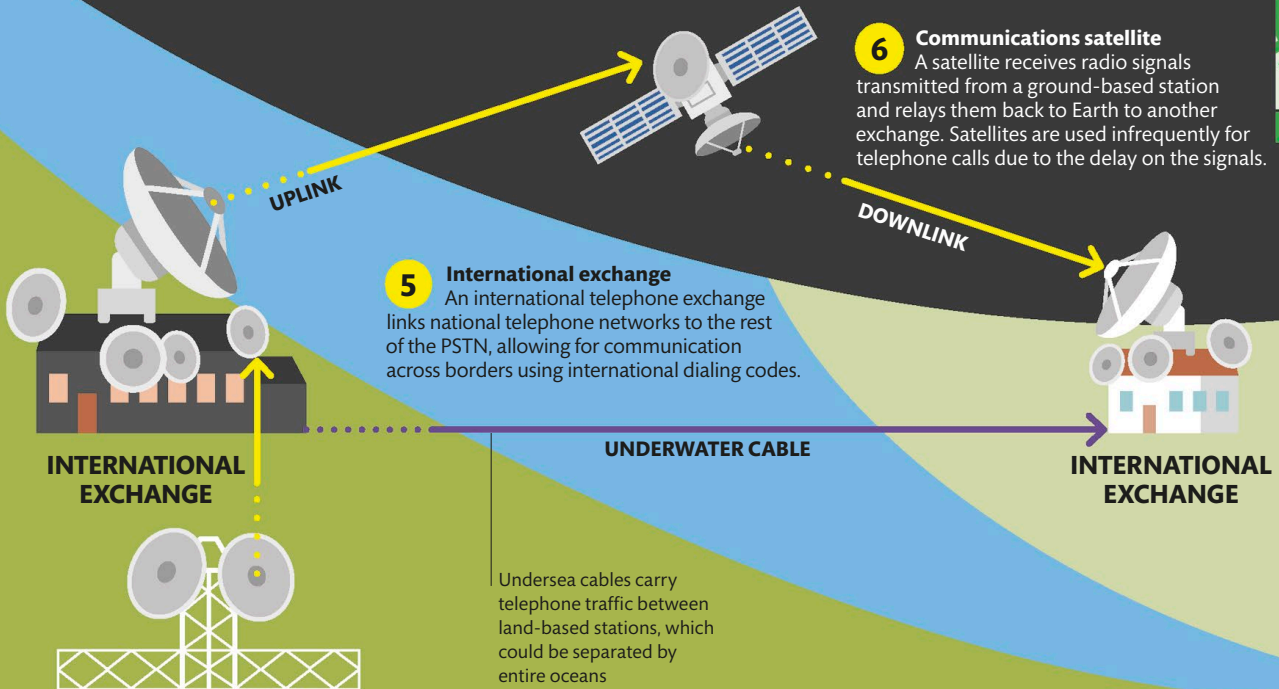 6
Communications satellite
A satellite receives radio signals
transmitted from a ground-based station
and relays them back to Earth to another
exchange. Satellites are used infrequently for
telephone calls due to the delay on the signals.
UPLINK
DOWNLINK
5
International exchange
An international telephone exchange
links national telephone networks to the rest
of the PSTN, allowing for communication
across borders using international dialing codes.
UNDERWATER CABLE
INTERNATIONAL
EXCHANGE
INTERNATIONAL
EXCHANGE
Undersea cables carry
telephone traffic between
land-based stations, which
could be separated by
entire oceans